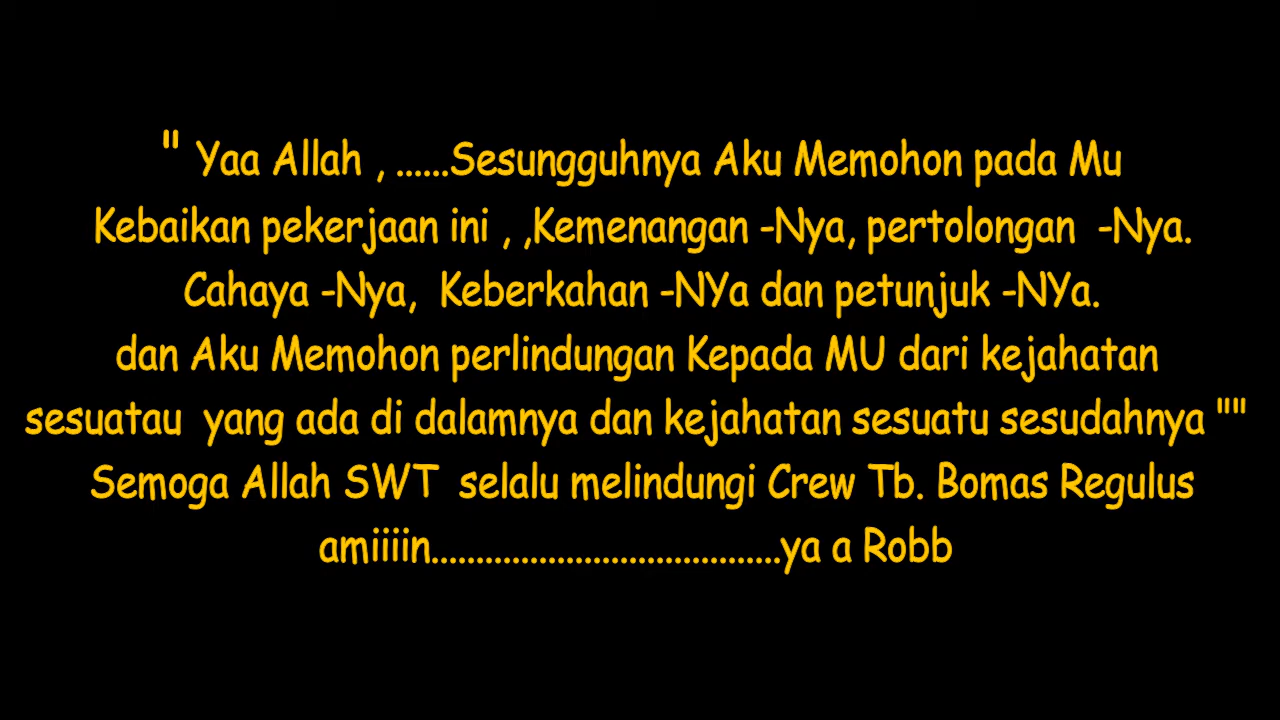 " Yaa Allah , ......Sesungguhnya Aku Memohon pada Mu
Kebaikan pekerjaan ini , ,Kemenangan -Nya, pertolongan  -Nya.
Cahaya -Nya,  Keberkahan -NYa dan petunjuk -NYa.
dan Aku Memohon perlindungan Kepada MU dari kejahatan
sesuatau  yang ada di dalamnya dan kejahatan sesuatu sesudahnya ""
Semoga Allah SWT  selalu melindungi Crew Tb. Bomas Regulus
amiiiin.......................................ya a Robb